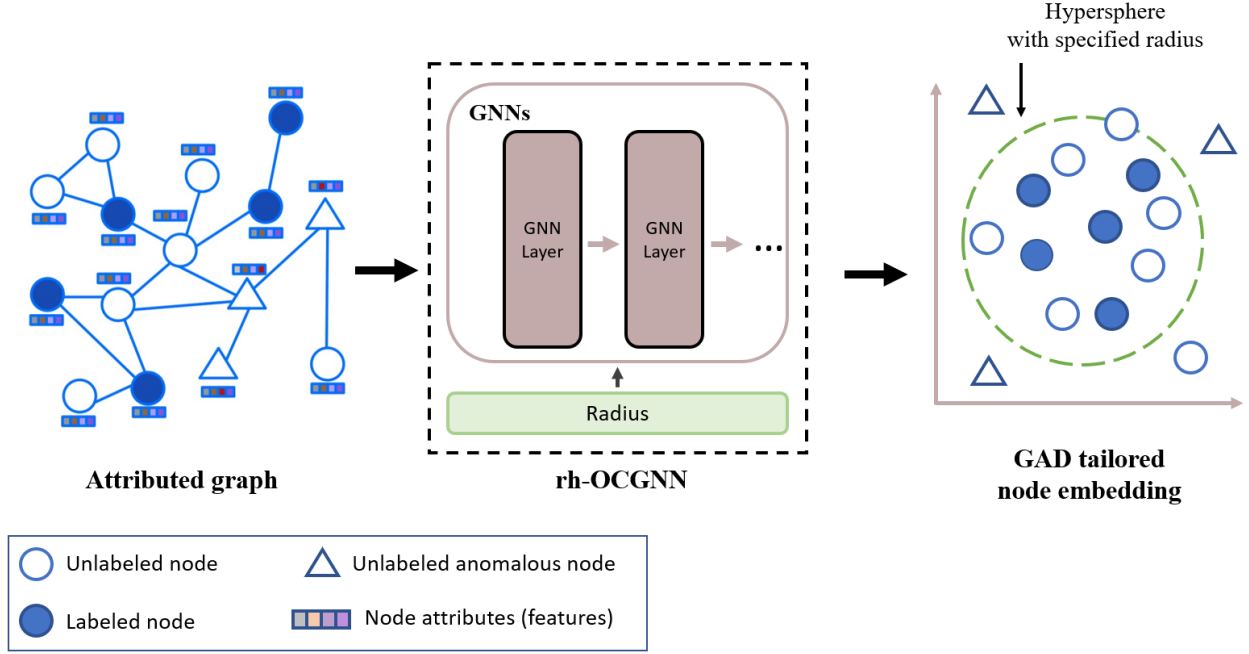 Hypersphere
with specified radius
GNNs
GNN
Layer
GNN
Layer
...
Radius
Attributed graph
rh-OCGNN
GAD tailored
node embedding
Unlabeled node
Unlabeled anomalous node
Labeled node
Node attributes (features)